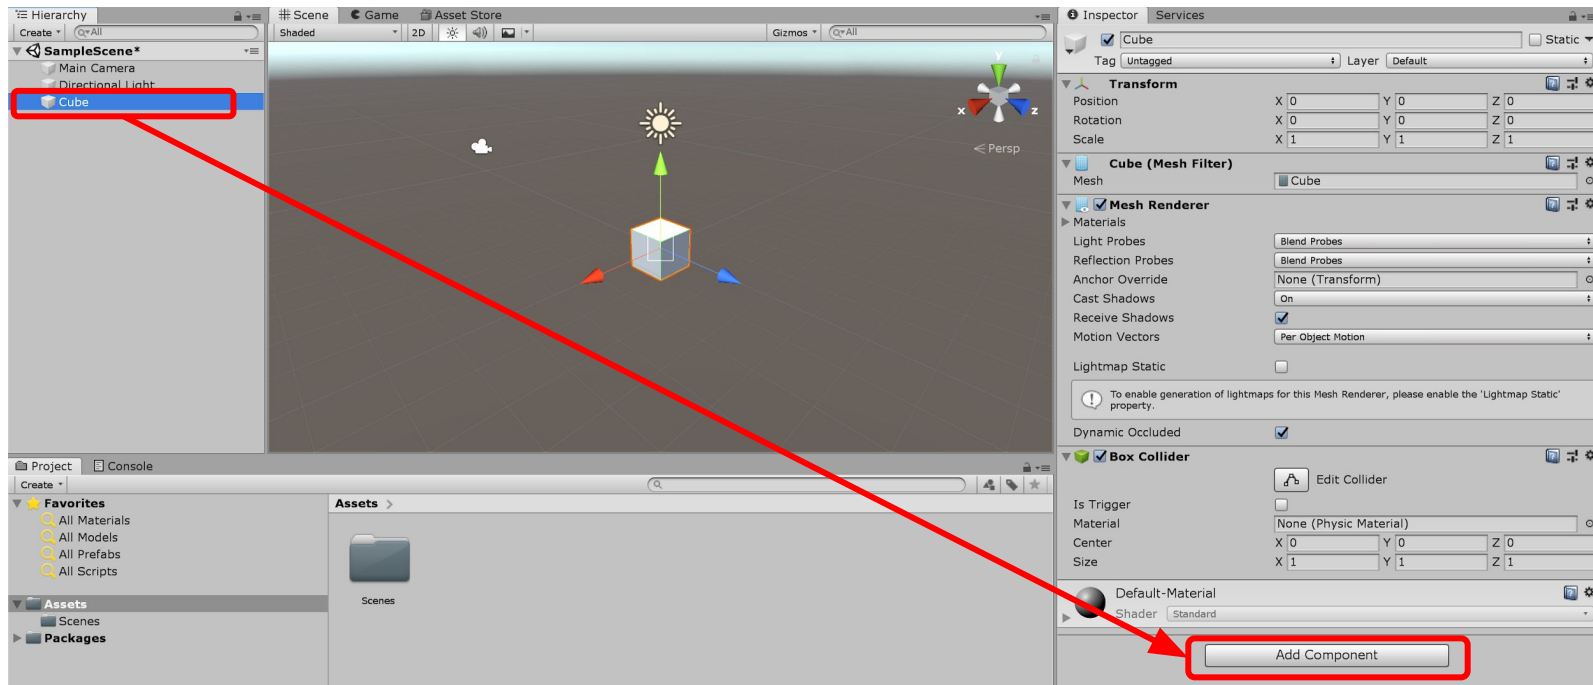 Hierarchy
Create
All
SampleScene*
Main Camera
Directional Light
Cube
Scene
Game
Asset Store
Shaded
2D
Gizmos
All
y
x
z
Persp
Project
Console
Create
Favorites
All Materials
All Models
All Prefabs
All Scripts
Assets
Scenes
Packages
Assets >
Scenes
Inspector
Services
Cube
Static
Tag Untagged Layer Default
Transform
Position X 0 Y 0 Z 0
Rotation X 0 Y 0 Z 0
Scale X 1 Y 1 Z 1
Cube (Mesh Filter)
Mesh Cube
Mesh Renderer
Materials
Light Probes Blend Probes
Reflection Probes Blend Probes
Anchor Override None (Transform)
Cast Shadows On
Receive Shadows
Motion Vectors Per Object Motion
Lightmap Static
To enable generation of lightmaps for this Mesh Renderer, please enable the 'Lightmap Static'
property.
Dynamic Occluded
Box Collider
Edit Collider
Is Trigger
Material None (Physic Material)
Center X 0 Y 0 Z 0
Size X 1 Y 1 Z 1
Default-Material
Shader Standard
Add Component